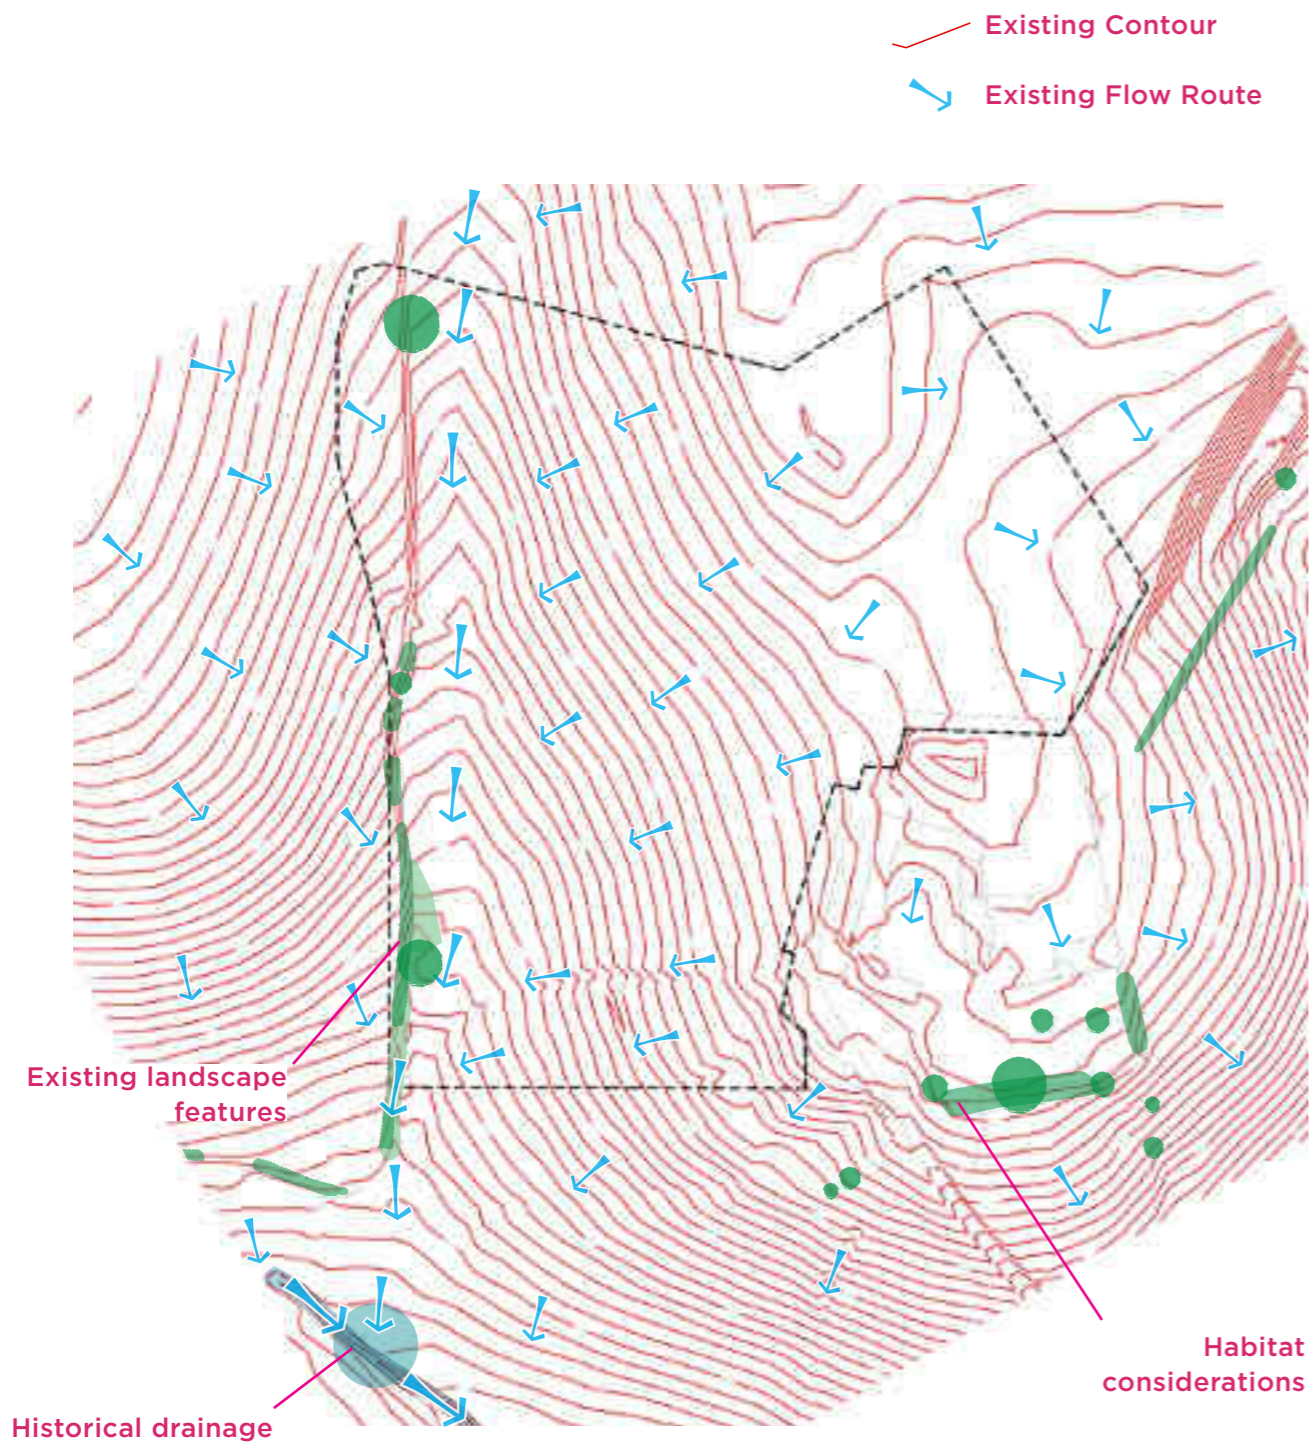 Existing Contour
Existing Flow Route
Existing landscape
features
Habitat
considerations
Historical drainage